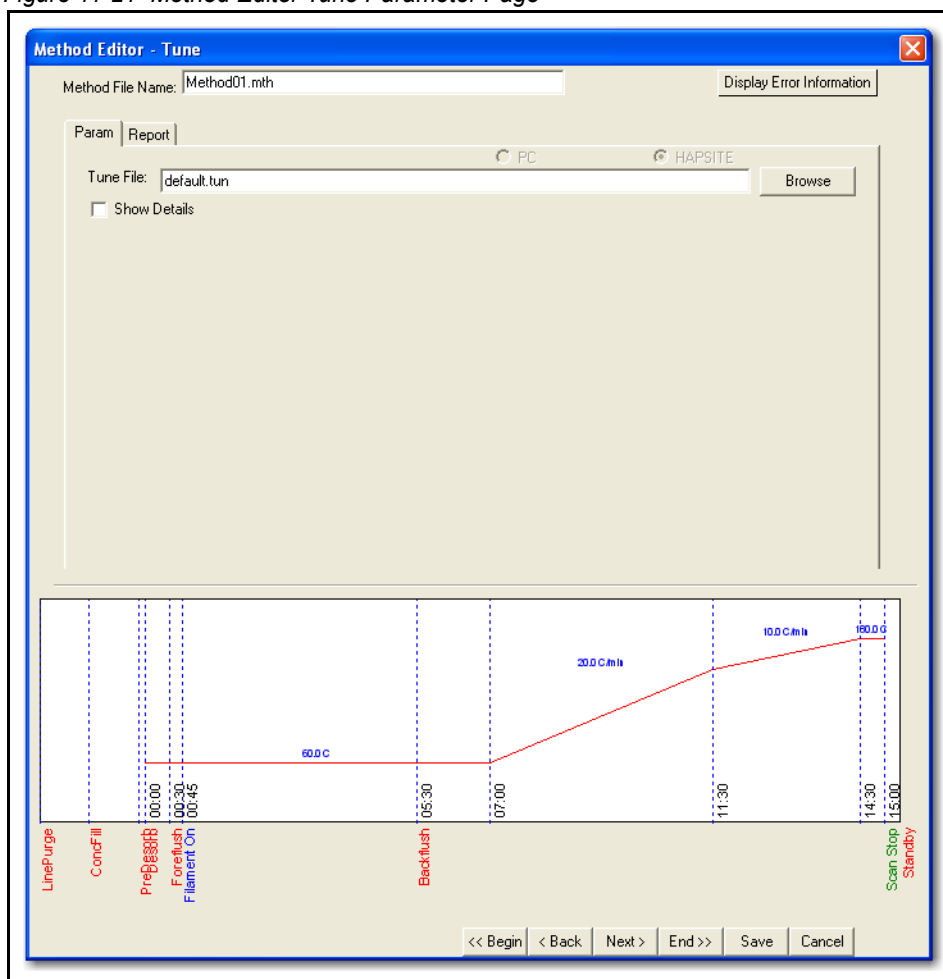 Figure 17-21 Method Editor Tune Parameter Page
Method Editor - Tune
Method File Name: Method01.mth
Display Error Information
Param
Report
PC
HAPSITE
Tune File: default.tun
Browse
Show Details
60.0 C
20.0 C/min
10.0 C/min
180.0 C
00:00
00:30
00:45
05:30
07:00
11:30
14:30
15:00
LinePurge
ConcFill
PreDesorb
Desorb
Foreflush
Filament On
Backflush
Scan Stop
Standby
<< Begin
< Back
Next >
End >>
Save
Cancel